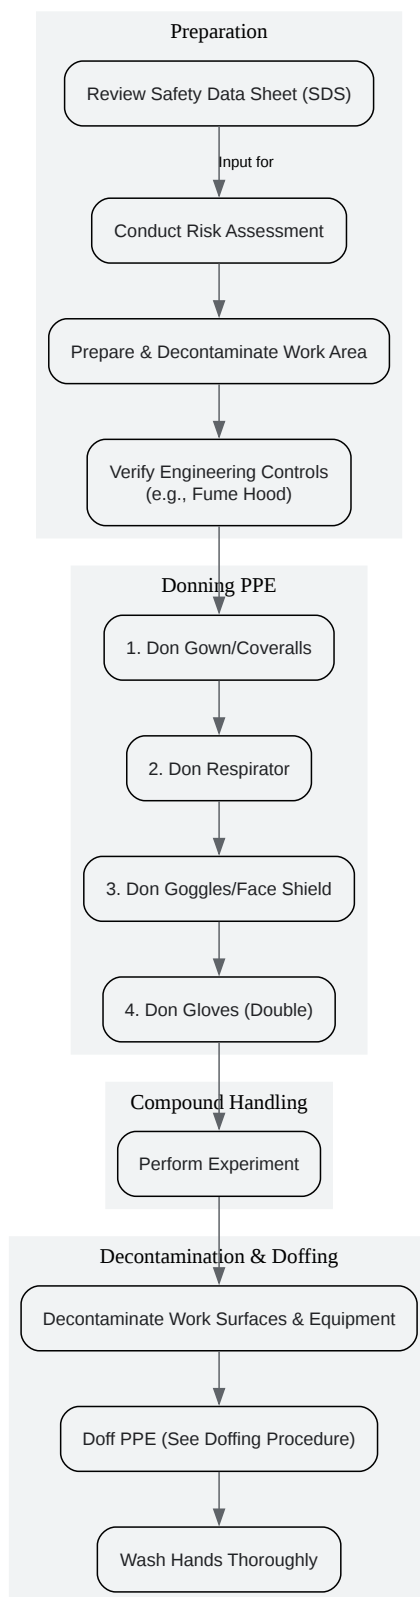 Preparation
Review Safety Data Sheet (SDS)
Input for
Conduct Risk Assessment
Prepare & Decontaminate Work Area
Verify Engineering Controls
(e.g., Fume Hood)
Donning PPE
1. Don Gown/Coveralls
2. Don Respirator
3. Don Goggles/Face Shield
4. Don Gloves (Double)
Compound Handling
Perform Experiment
Decontamination & Doffing
Decontaminate Work Surfaces & Equipment
Doff PPE (See Doffing Procedure)
Wash Hands Thoroughly